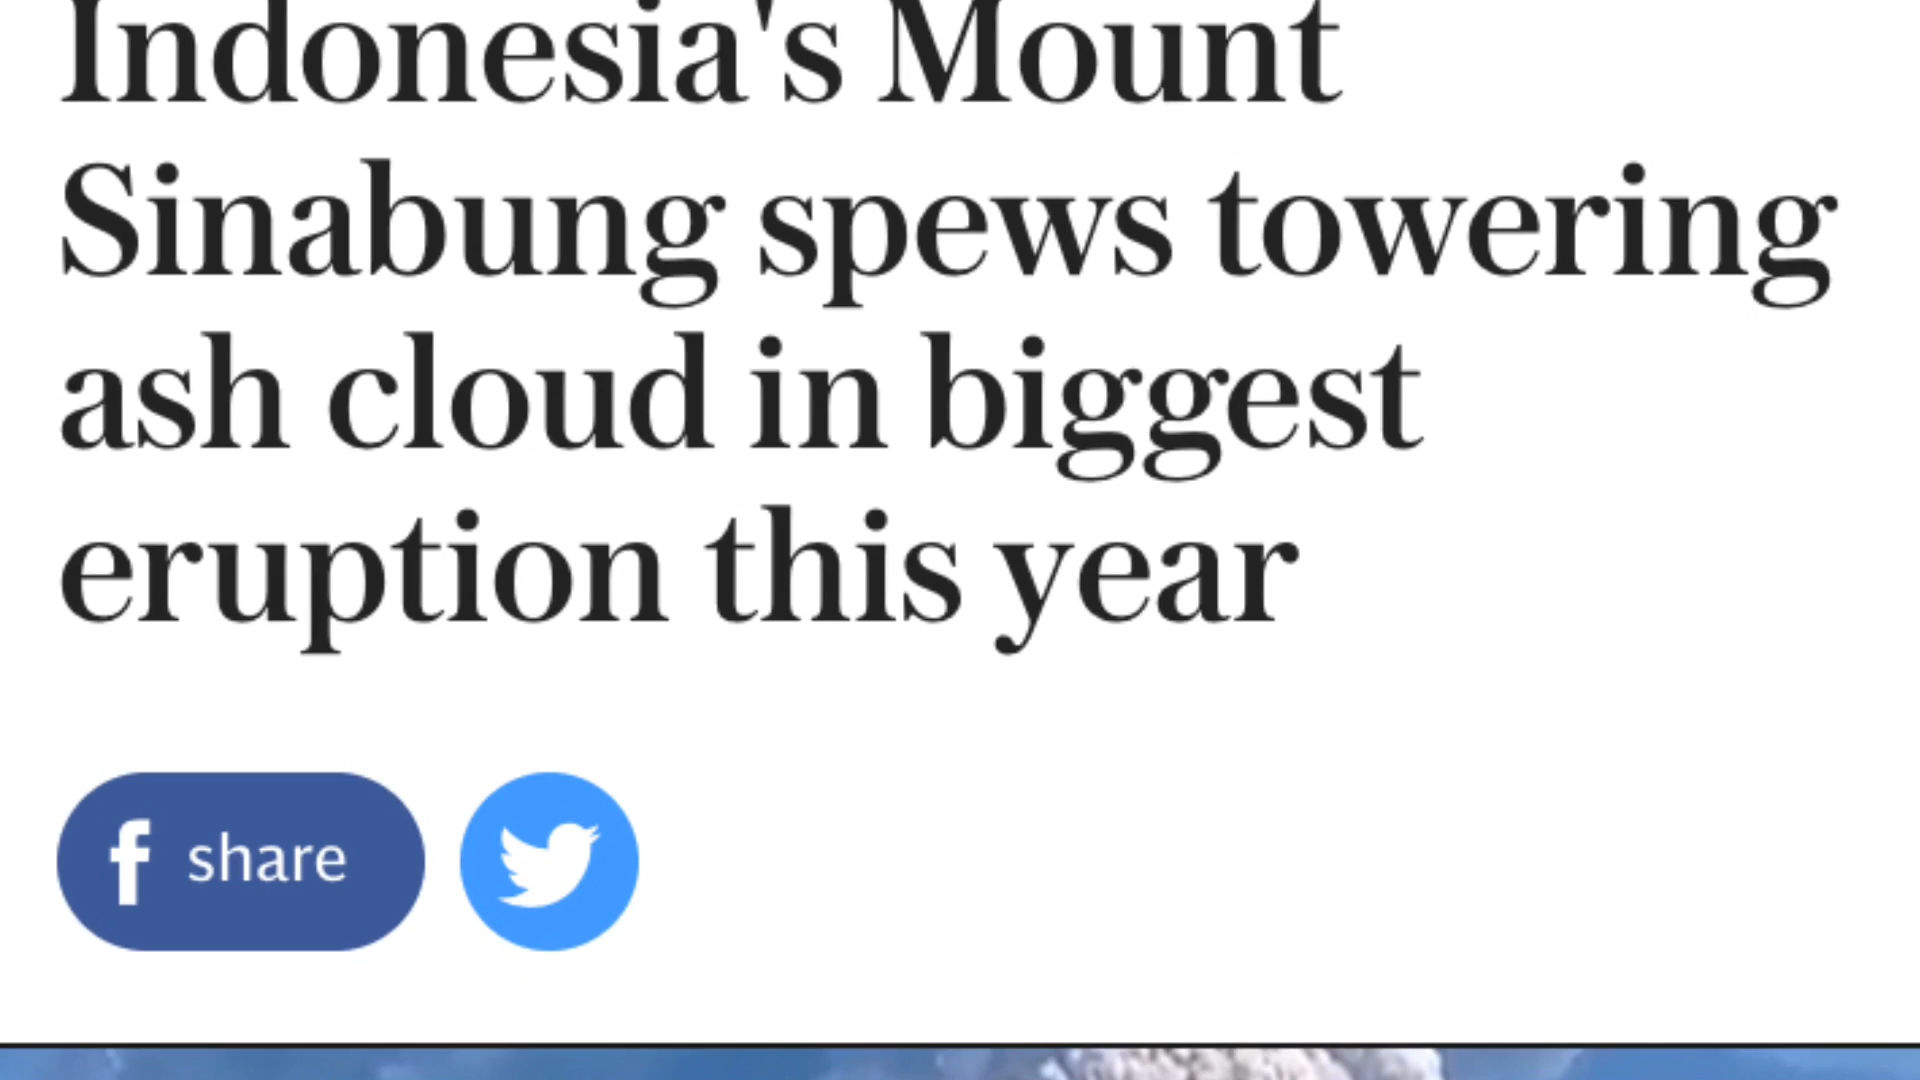 Indonesia's Mount
Sinabung spews towering
ash cloud in biggest
eruption this year
f share